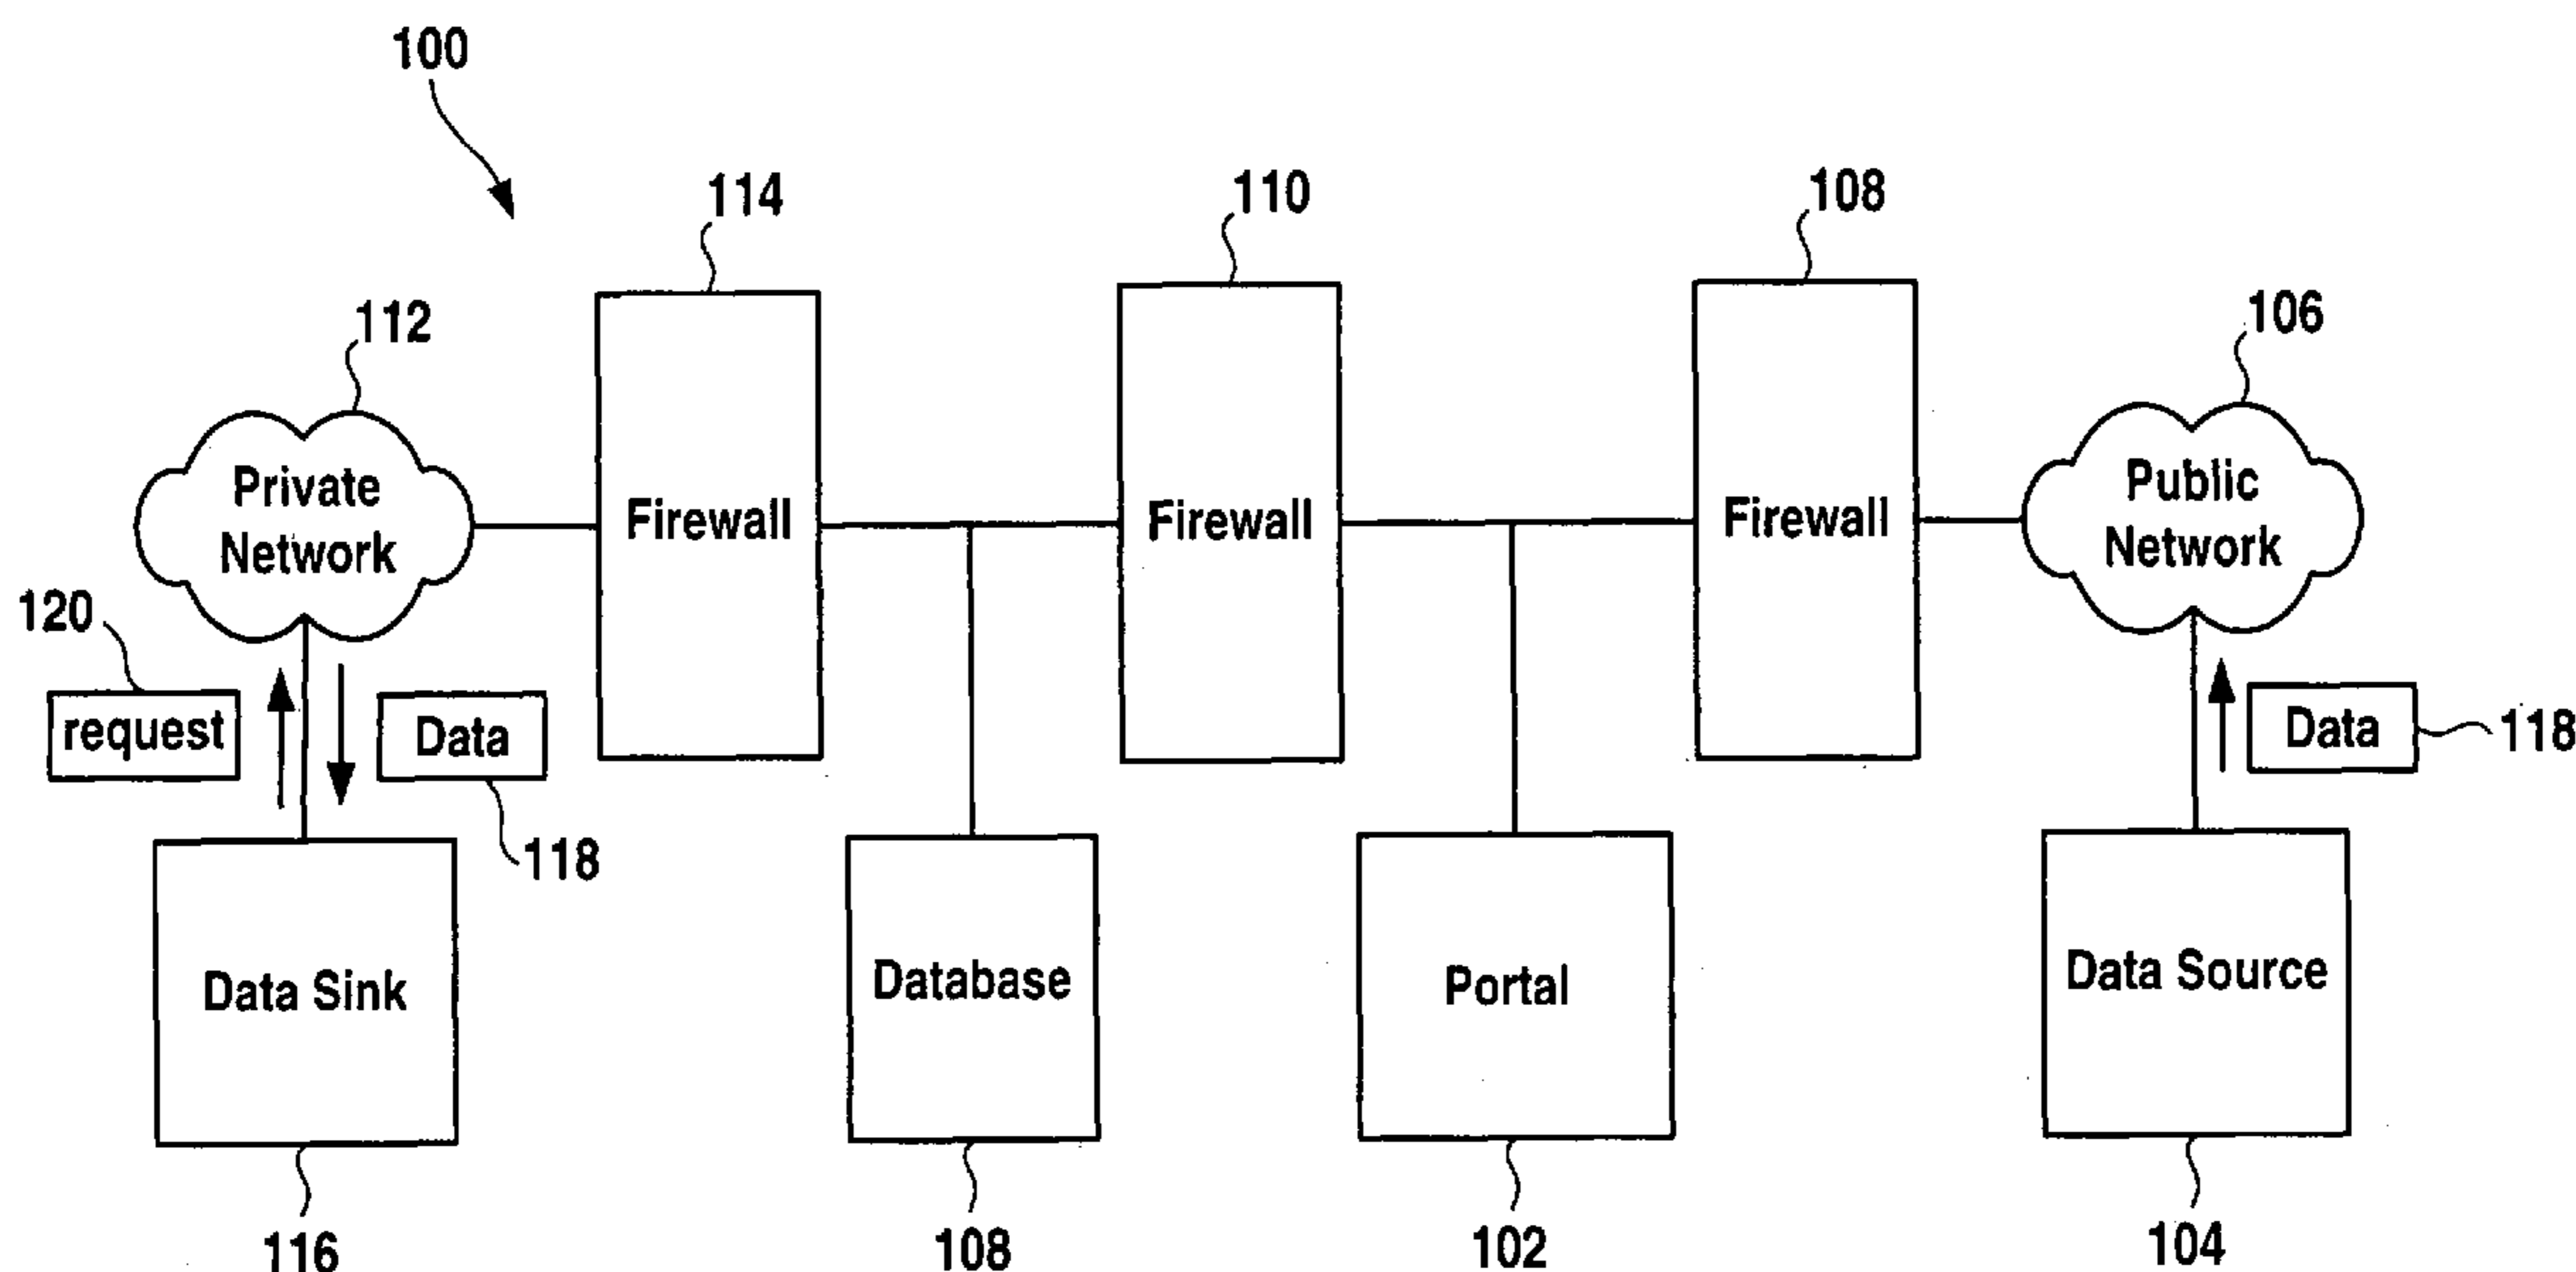 100
114
110
108
112
106
Private
Network
Firewall
Firewall
Firewall
Public
Network
120
request
Data
118
Data
118
Data Sink
Database
Portal
Data Source
116
108
102
104